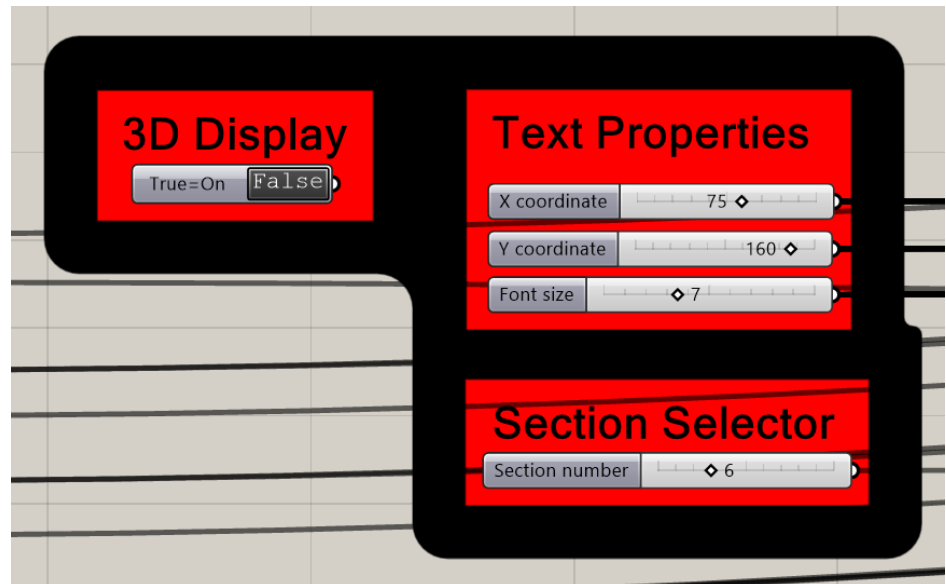 3D Display
True=On False
Text Properties
X coordinate 75
Y coordinate 160
Font size 7
Section Selector
Section number 6